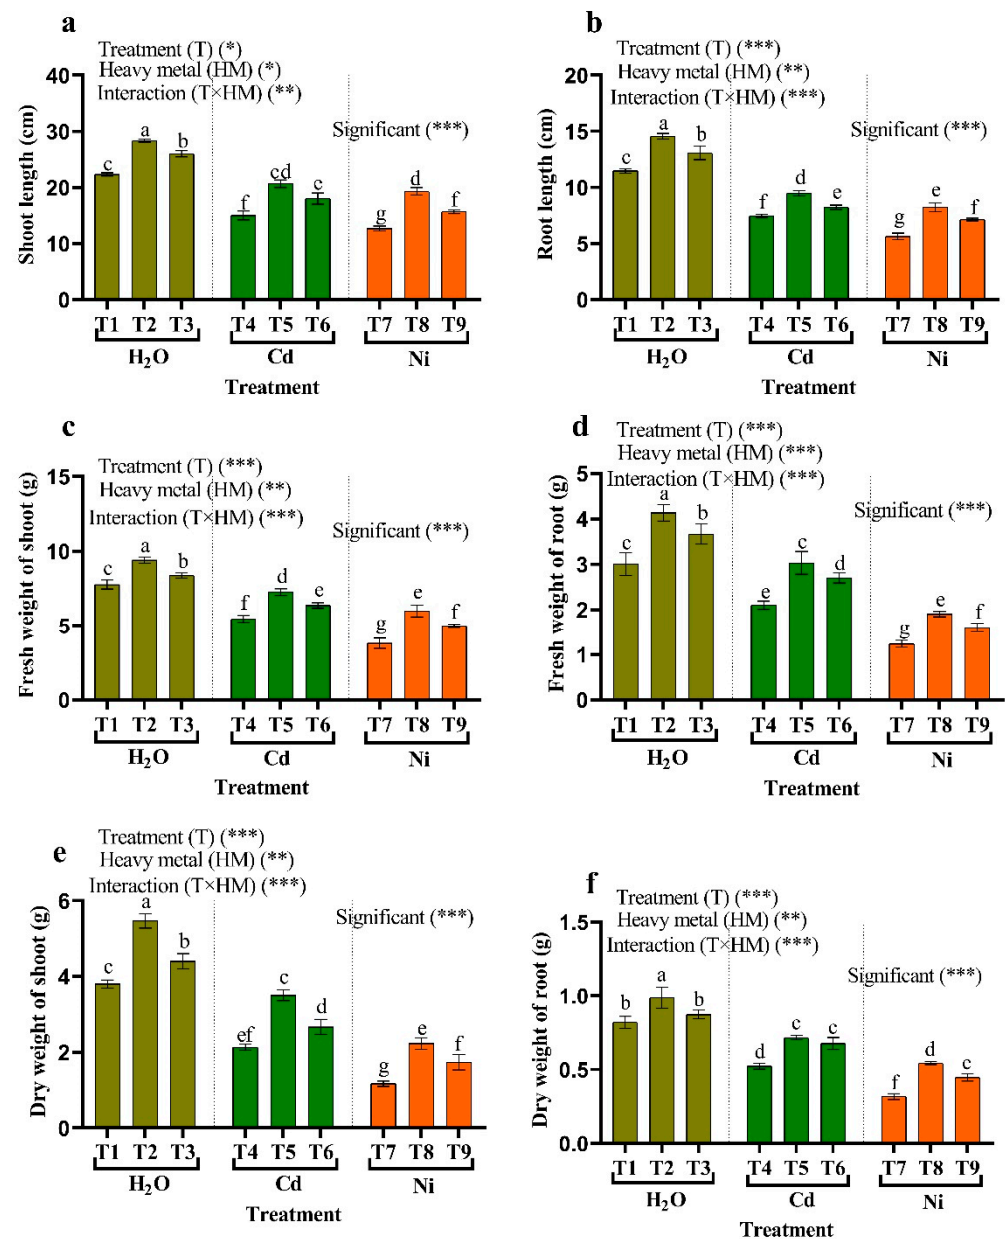 a
Treatment (T) (*)
Heavy metal (HM) (*)
Interaction (T×HM) (**)
Significant (***)
Shoot length (cm)
40
30
20
10
0
c
a
b
f
cd
c
g
d
f
T1 T2 T3 T4 T5 T6 T7 T8 T9
H₂O Cd Ni
Treatment
b
Treatment (T) (***)
Heavy metal (HM) (**)
Interaction (T×HM) (***)
Significant (***)
Root length (cm)
20
15
10
5
0
c
a
b
f
d
e
g
e
f
T1 T2 T3 T4 T5 T6 T7 T8 T9
H₂O Cd Ni
Treatment
c
Treatment (T) (***)
Heavy metal (HM) (**)
Interaction (T×HM) (***)
Significant (***)
Fresh weight of shoot (g)
15
10
5
0
c
a
b
f
d
e
g
e
f
T1 T2 T3 T4 T5 T6 T7 T8 T9
H₂O Cd Ni
Treatment
d
Treatment (T) (***)
Heavy metal (HM) (***)
Interaction (T×HM) (***)
Significant (***)
Fresh weight of root (g)
5
4
3
2
1
0
c
a
b
e
c
d
g
e
f
T1 T2 T3 T4 T5 T6 T7 T8 T9
H₂O Cd Ni
Treatment
e
Treatment (T) (***)
Heavy metal (HM) (**)
Interaction (T×HM) (***)
Significant (***)
Dry weight of shoot (g)
6
4
2
0
c
a
b
ef
c
d
g
e
f
T1 T2 T3 T4 T5 T6 T7 T8 T9
H₂O Cd Ni
Treatment
f
Treatment (T) (***)
Heavy metal (HM) (**)
Interaction (T×HM) (***)
Significant (***)
Dry weight of root (g)
1.5
1.0
0.5
0.0
b
a
b
d
c
c
f
d
e
T1 T2 T3 T4 T5 T6 T7 T8 T9
H₂O Cd Ni
Treatment